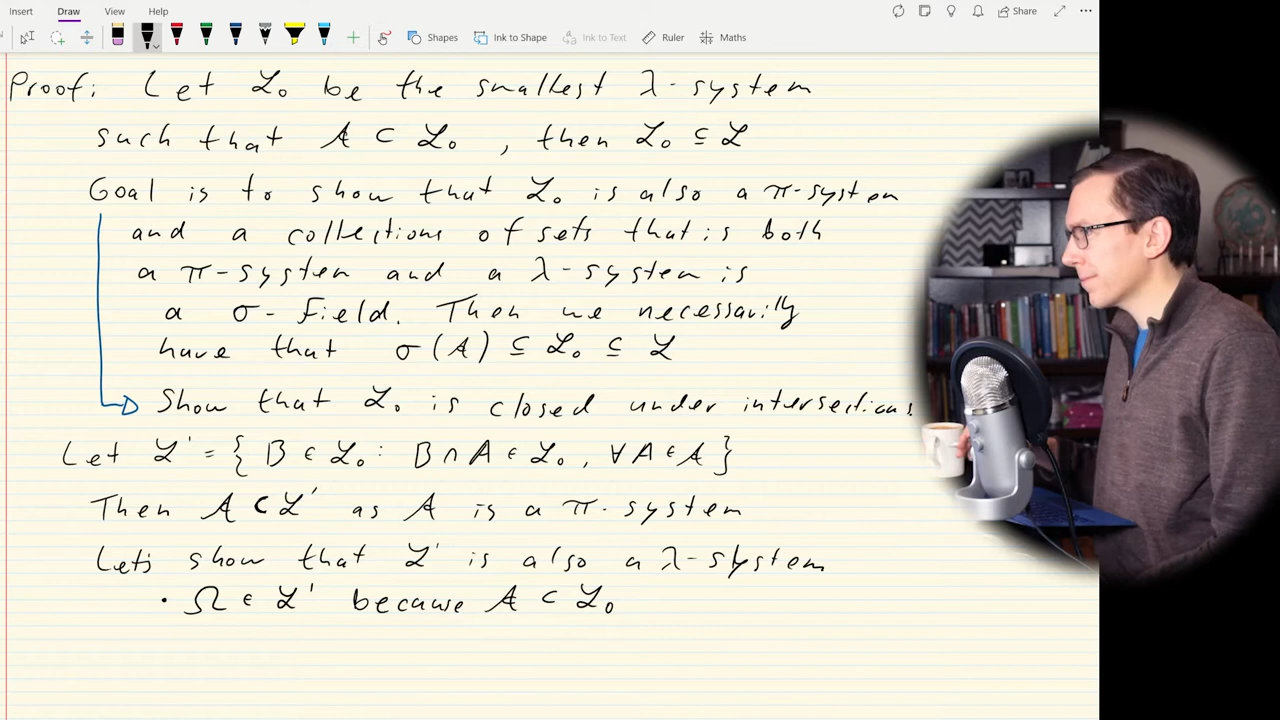 Insert Draw View Help Share
Shapes Ink to Shape Ink to Text Ruler Maths
Proof: Let ℒ₀ be the smallest λ-system
such that 𝔸 ⊂ ℒ₀ , then ℒ₀ ⊆ ℒ
Goal is to show that ℒ₀ is also a π-system
and a collections of sets that is both
a π-system and a λ-system is
a σ-field. Then we necessarily
have that σ(𝔸) ⊆ ℒ₀ ⊆ ℒ
Show that ℒ₀ is closed under intersections
Let ℒ' = { B ∈ ℒ₀ : B ∩ A ∈ ℒ₀ , ∀ A ∈ 𝔸 }
Then 𝔸 ⊂ ℒ' as 𝔸 is a π-system
Let's show that ℒ' is also a λ-system
• Ω ∈ ℒ' because 𝔸 ⊂ ℒ₀